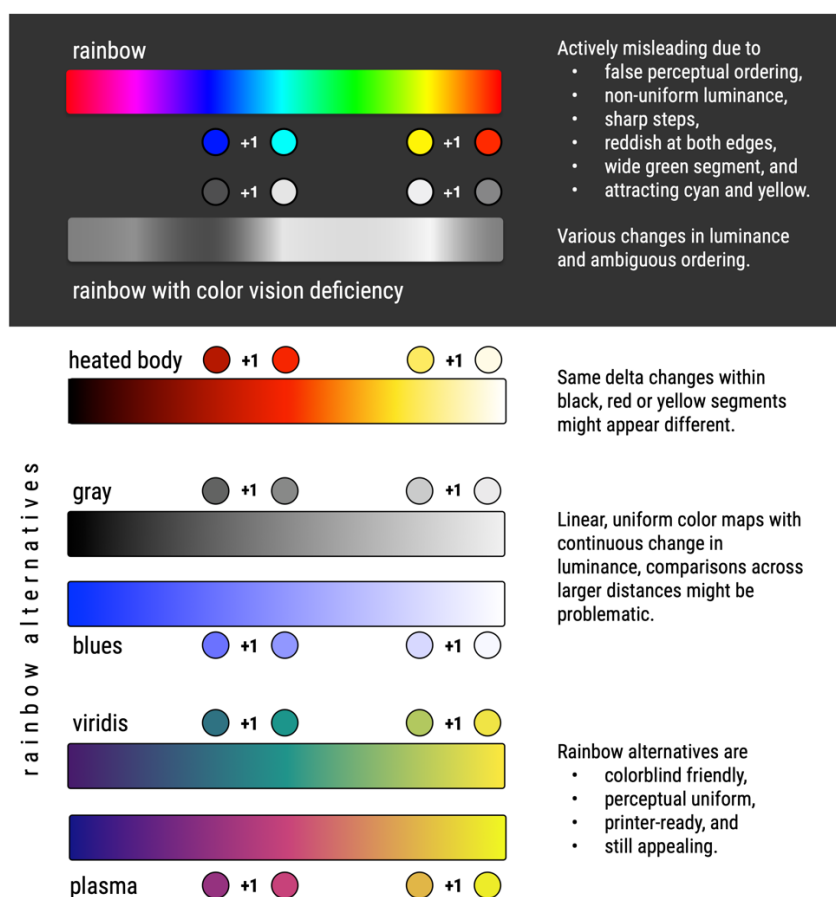 rainbow
+1 +1
+1 +1
rainbow with color vision deficiency
Actively misleading due to
• false perceptual ordering,
• non-uniform luminance,
• sharp steps,
• reddish at both edges,
• wide green segment, and
• attracting cyan and yellow.
Various changes in luminance
and ambiguous ordering.
rainbow alternatives
heated body +1 +1
Same delta changes within
black, red or yellow segments
might appear different.
gray +1 +1
blues +1 +1
Linear, uniform color maps with
continuous change in
luminance, comparisons across
larger distances might be
problematic.
viridis +1 +1
plasma +1 +1
Rainbow alternatives are
• colorblind friendly,
• perceptual uniform,
• printer-ready, and
• still appealing.